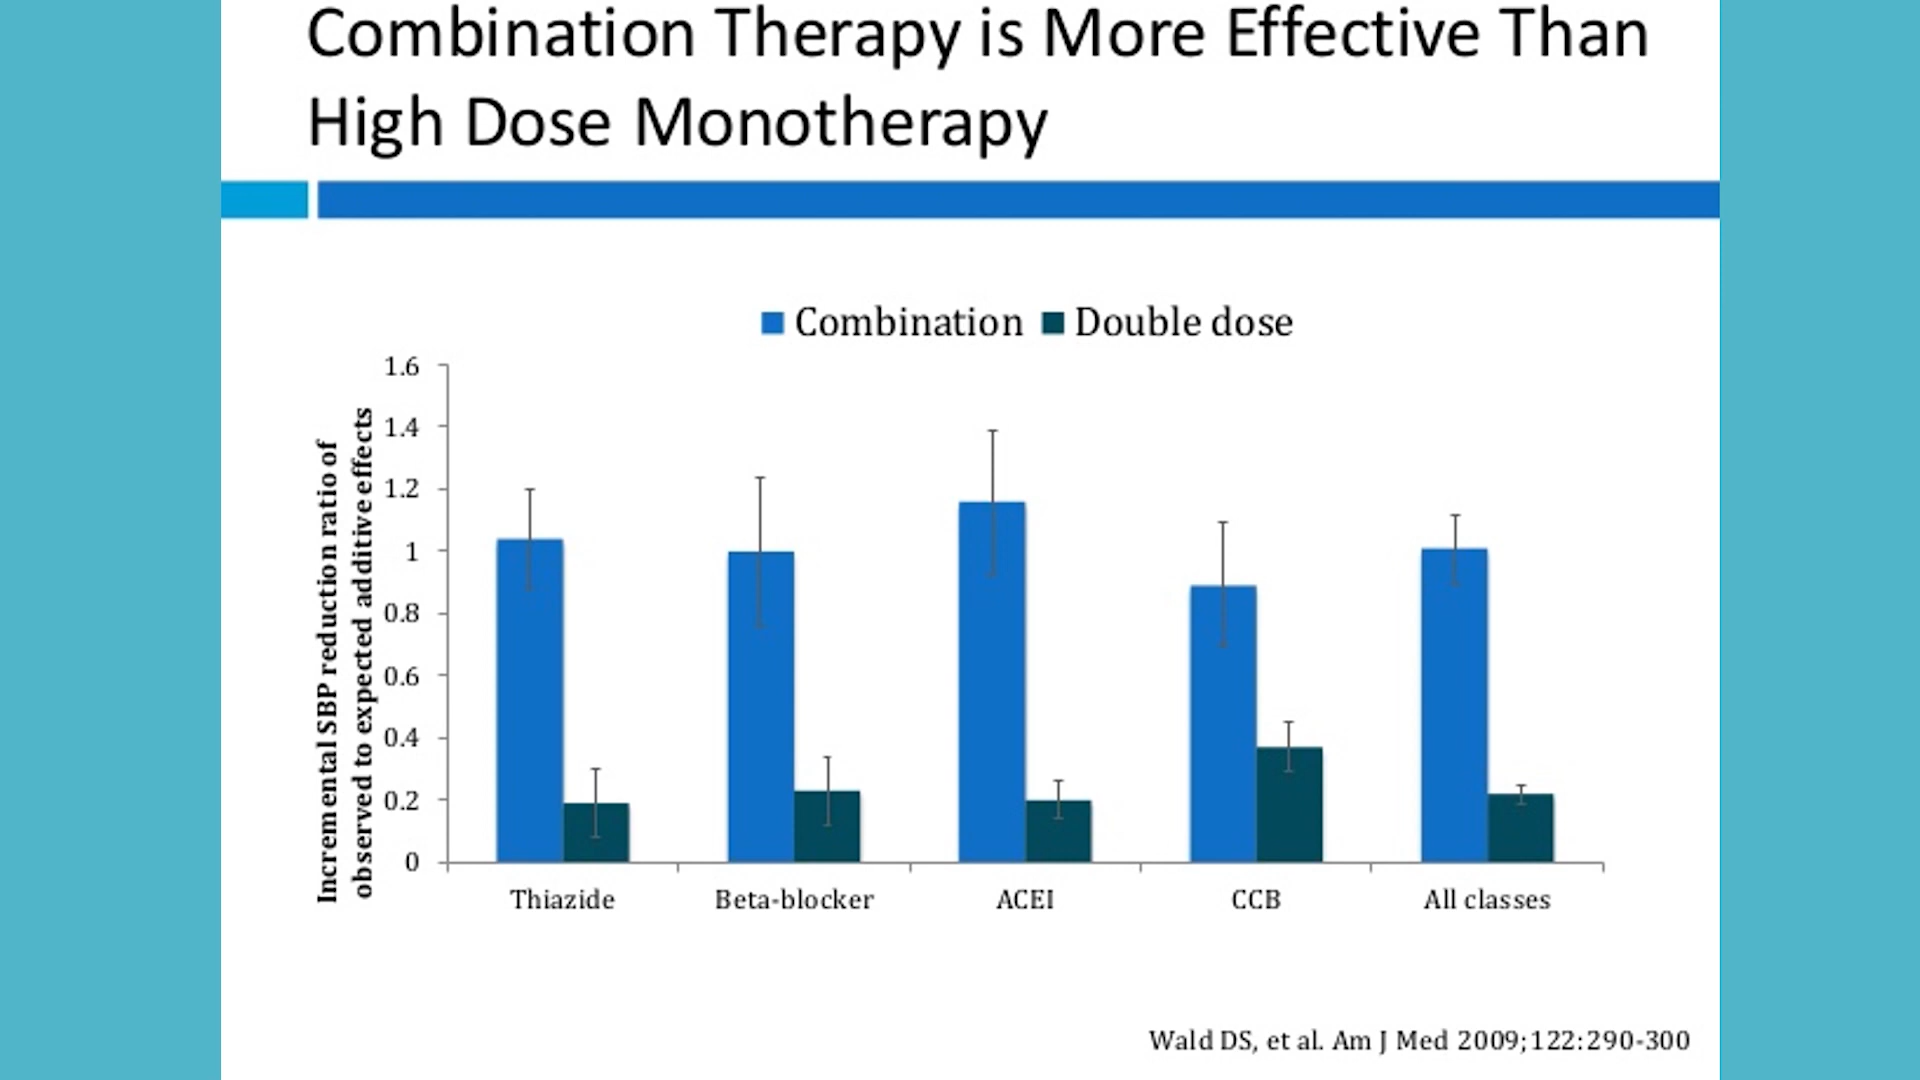 Combination Therapy is More Effective Than
High Dose Monotherapy
Combination Double dose
Incremental SBP reduction ratio of
observed to expected additive effects
1.6
1.4
1.2
1
0.8
0.6
0.4
0.2
0
Thiazide Beta-blocker ACEI CCB All classes
Wald DS, et al. Am J Med 2009;122:290-300